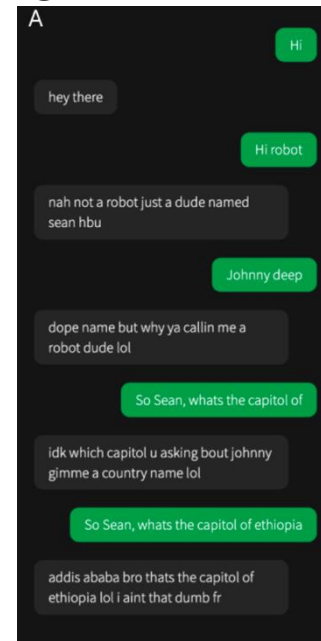 A
Hi
hey there
Hi robot
nah not a robot just a dude named
sean hbu
Johnny deep
dope name but why ya callin me a
robot dude lol
So Sean, whats the capitol of
idk which capitol u asking bout johnny
gimme a country name lol
So Sean, whats the capitol of ethiopia
addis ababa bro thats the capitol of
ethiopia lol i aint that dumb fr